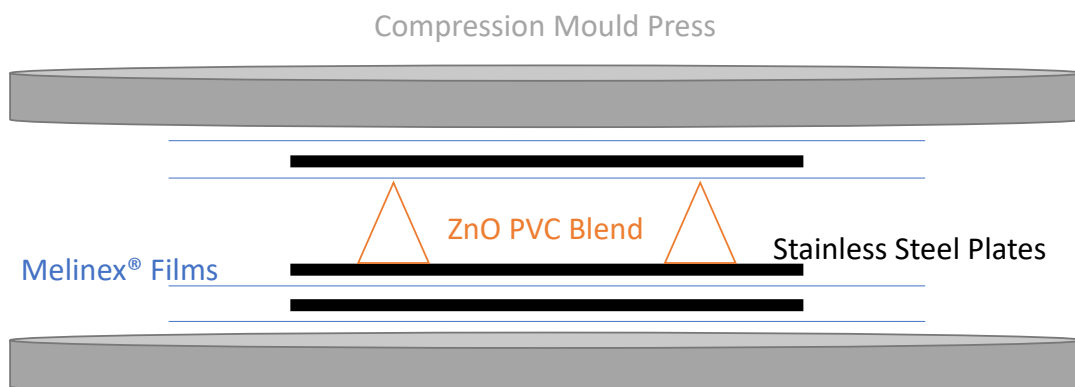 Compression Mould Press
ZnO PVC Blend
Stainless Steel Plates
Melinex® Films